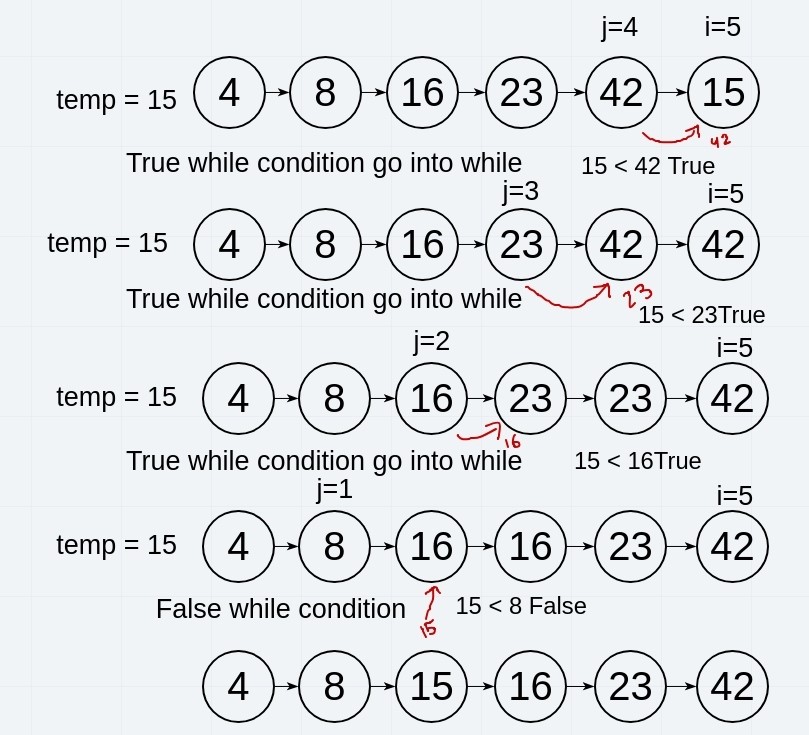 j=4 i=5
temp = 15 4 8 16 23 42 15
42
True while condition go into while 15 < 42 True
j=3 i=5
temp = 15 4 8 16 23 42 42
True while condition go into while 23
15 < 23True
j=2 i=5
temp = 15 4 8 16 23 23 42
16
True while condition go into while 15 < 16True
j=1 i=5
temp = 15 4 8 16 16 23 42
False while condition 15 < 8 False
15
4 8 15 16 23 42